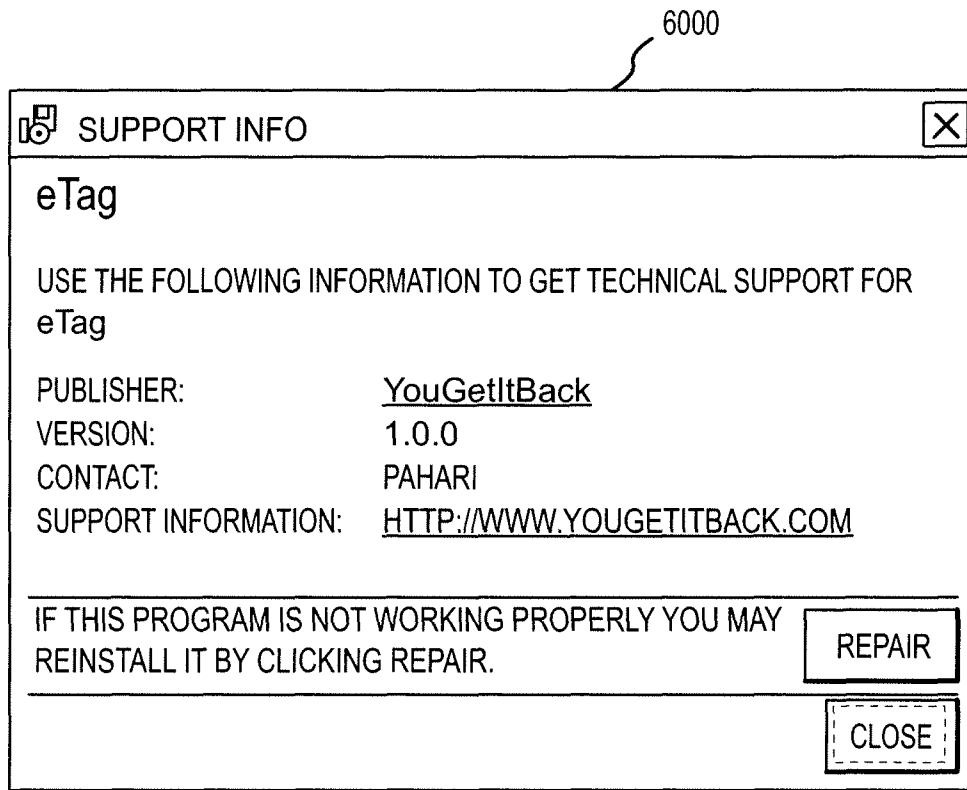 6000
SUPPORT INFO
eTag
USE THE FOLLOWING INFORMATION TO GET TECHNICAL SUPPORT FOR
eTag
PUBLISHER: YouGetItBack
VERSION: 1.0.0
CONTACT: PAHARI
SUPPORT INFORMATION: HTTP://WWW.YOUGETITBACK.COM
IF THIS PROGRAM IS NOT WORKING PROPERLY YOU MAY
REINSTALL IT BY CLICKING REPAIR.
REPAIR
CLOSE